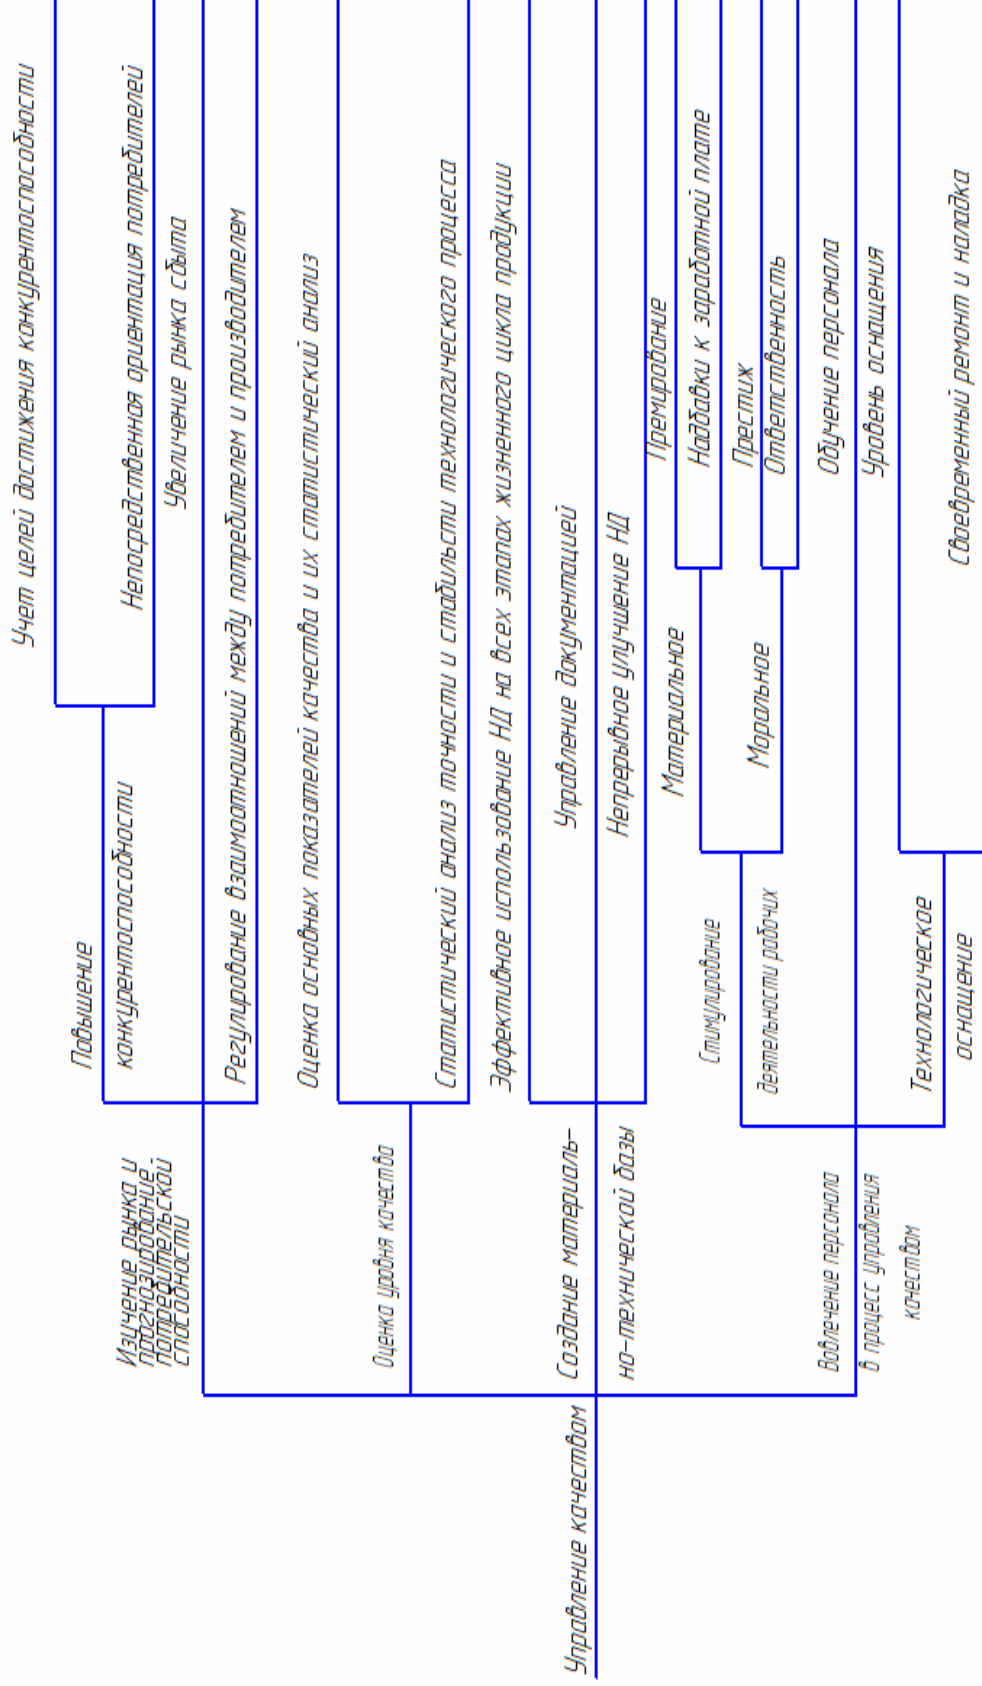 Управление качеством
Изучение рынка и
прогнозирование
потребительской
способности
Оценка уровня качества
Создание материаль-
но-технической базы
Вовлечение персонала
в процесс управления
качеством
Повышение
конкурентоспособности
Регулирование взаимоотношений между потребителем и производителем
Оценка основных показателей качества и их статистический анализ
Статистический анализ точности и стабильсти технологического процесса
Эффективное использование НД на всех этапах жизненного цикла продукции
Управление документацией
Непрерывное улучшение НД
Стимулирование
деятельности рабочих
Технологическое
оснащение
Материальное
Моральное
Учет целей достижения конкурентоспособности
Непосредственная ориентация потребителей
Увеличение рынка сбыта
Премирование
Надбавки к заработной плате
Престиж
Ответственность
Обучение персонала
Уровень оснащения
Своевременный ремонт и наладка